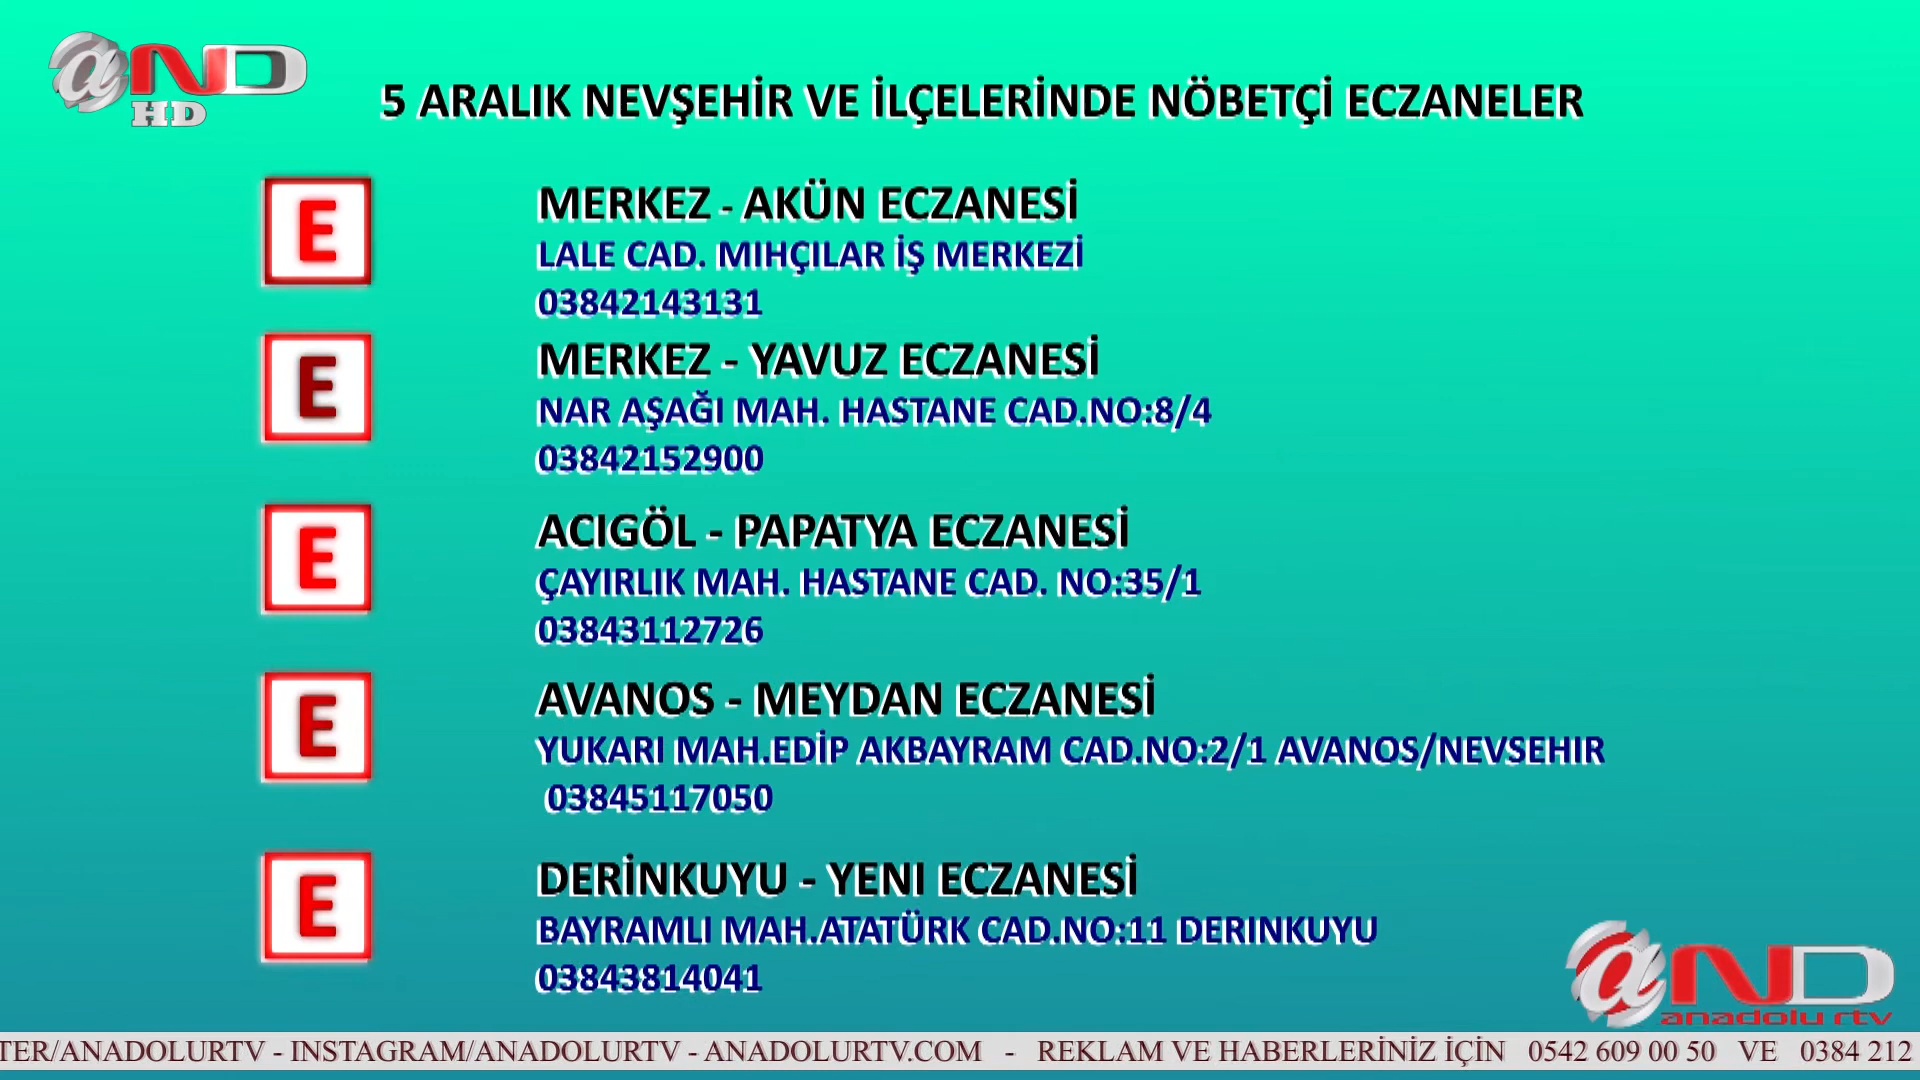 aND
HD
5 ARALIK NEVŞEHİR VE İLÇELERİNDE NÖBETÇİ ECZANELER
E
MERKEZ - AKÜN ECZANESİ
LALE CAD. MIHÇILAR İŞ MERKEZİ
03842143131
E
MERKEZ - YAVUZ ECZANESİ
NAR AŞAĞI MAH. HASTANE CAD.NO:8/4
03842152900
E
ACIGÖL - PAPATYA ECZANESİ
ÇAYIRLIK MAH. HASTANE CAD. NO:35/1
03843112726
E
AVANOS - MEYDAN ECZANESİ
YUKARI MAH.EDİP AKBAYRAM CAD.NO:2/1 AVANOS/NEVSEHIR
03845117050
E
DERİNKUYU - YENI ECZANESİ
BAYRAMLI MAH.ATATÜRK CAD.NO:11 DERINKUYU
03843814041
aND
anadolu rtv
TER/ANADOLURTV - INSTAGRAM/ANADOLURTV - ANADOLURTV.COM - REKLAM VE HABERLERİNİZ İÇİN 0542 609 00 50 VE 0384 212